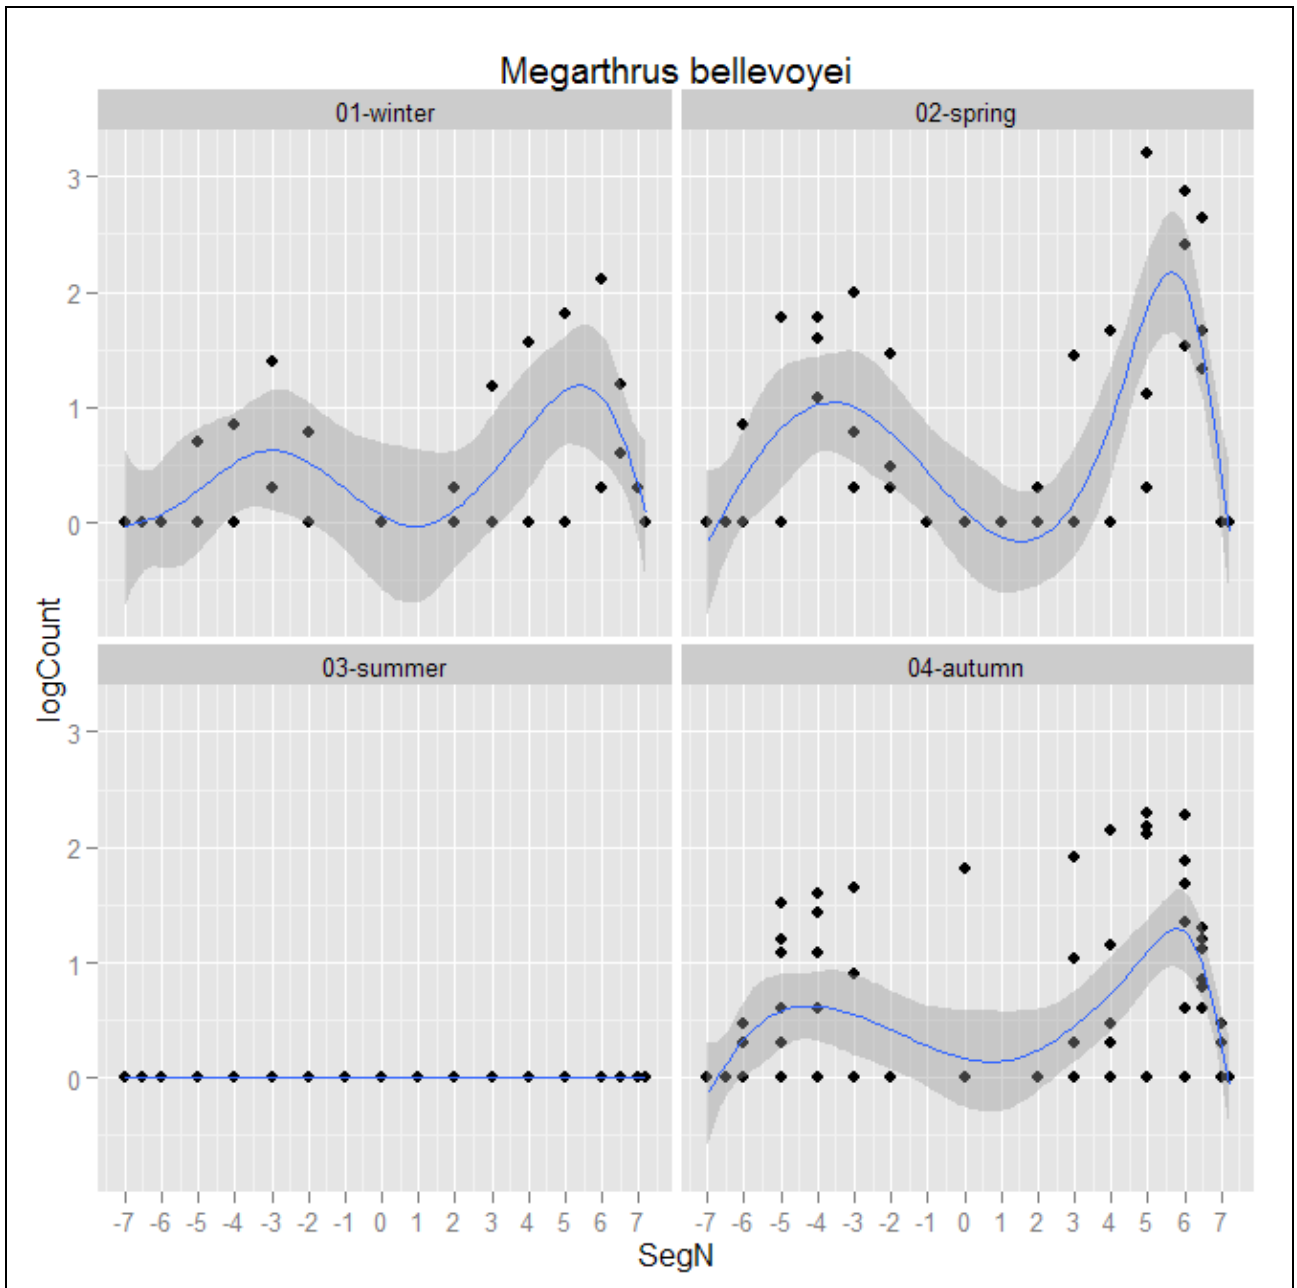 Megarthrus bellevoyei
01-winter 02-spring
3
2
1
0
03-summer 04-autumn
3
2
1
0
logCount
-7 -6 -5 -4 -3 -2 -1 0 1 2 3 4 5 6 7 -7 -6 -5 -4 -3 -2 -1 0 1 2 3 4 5 6 7
SegN